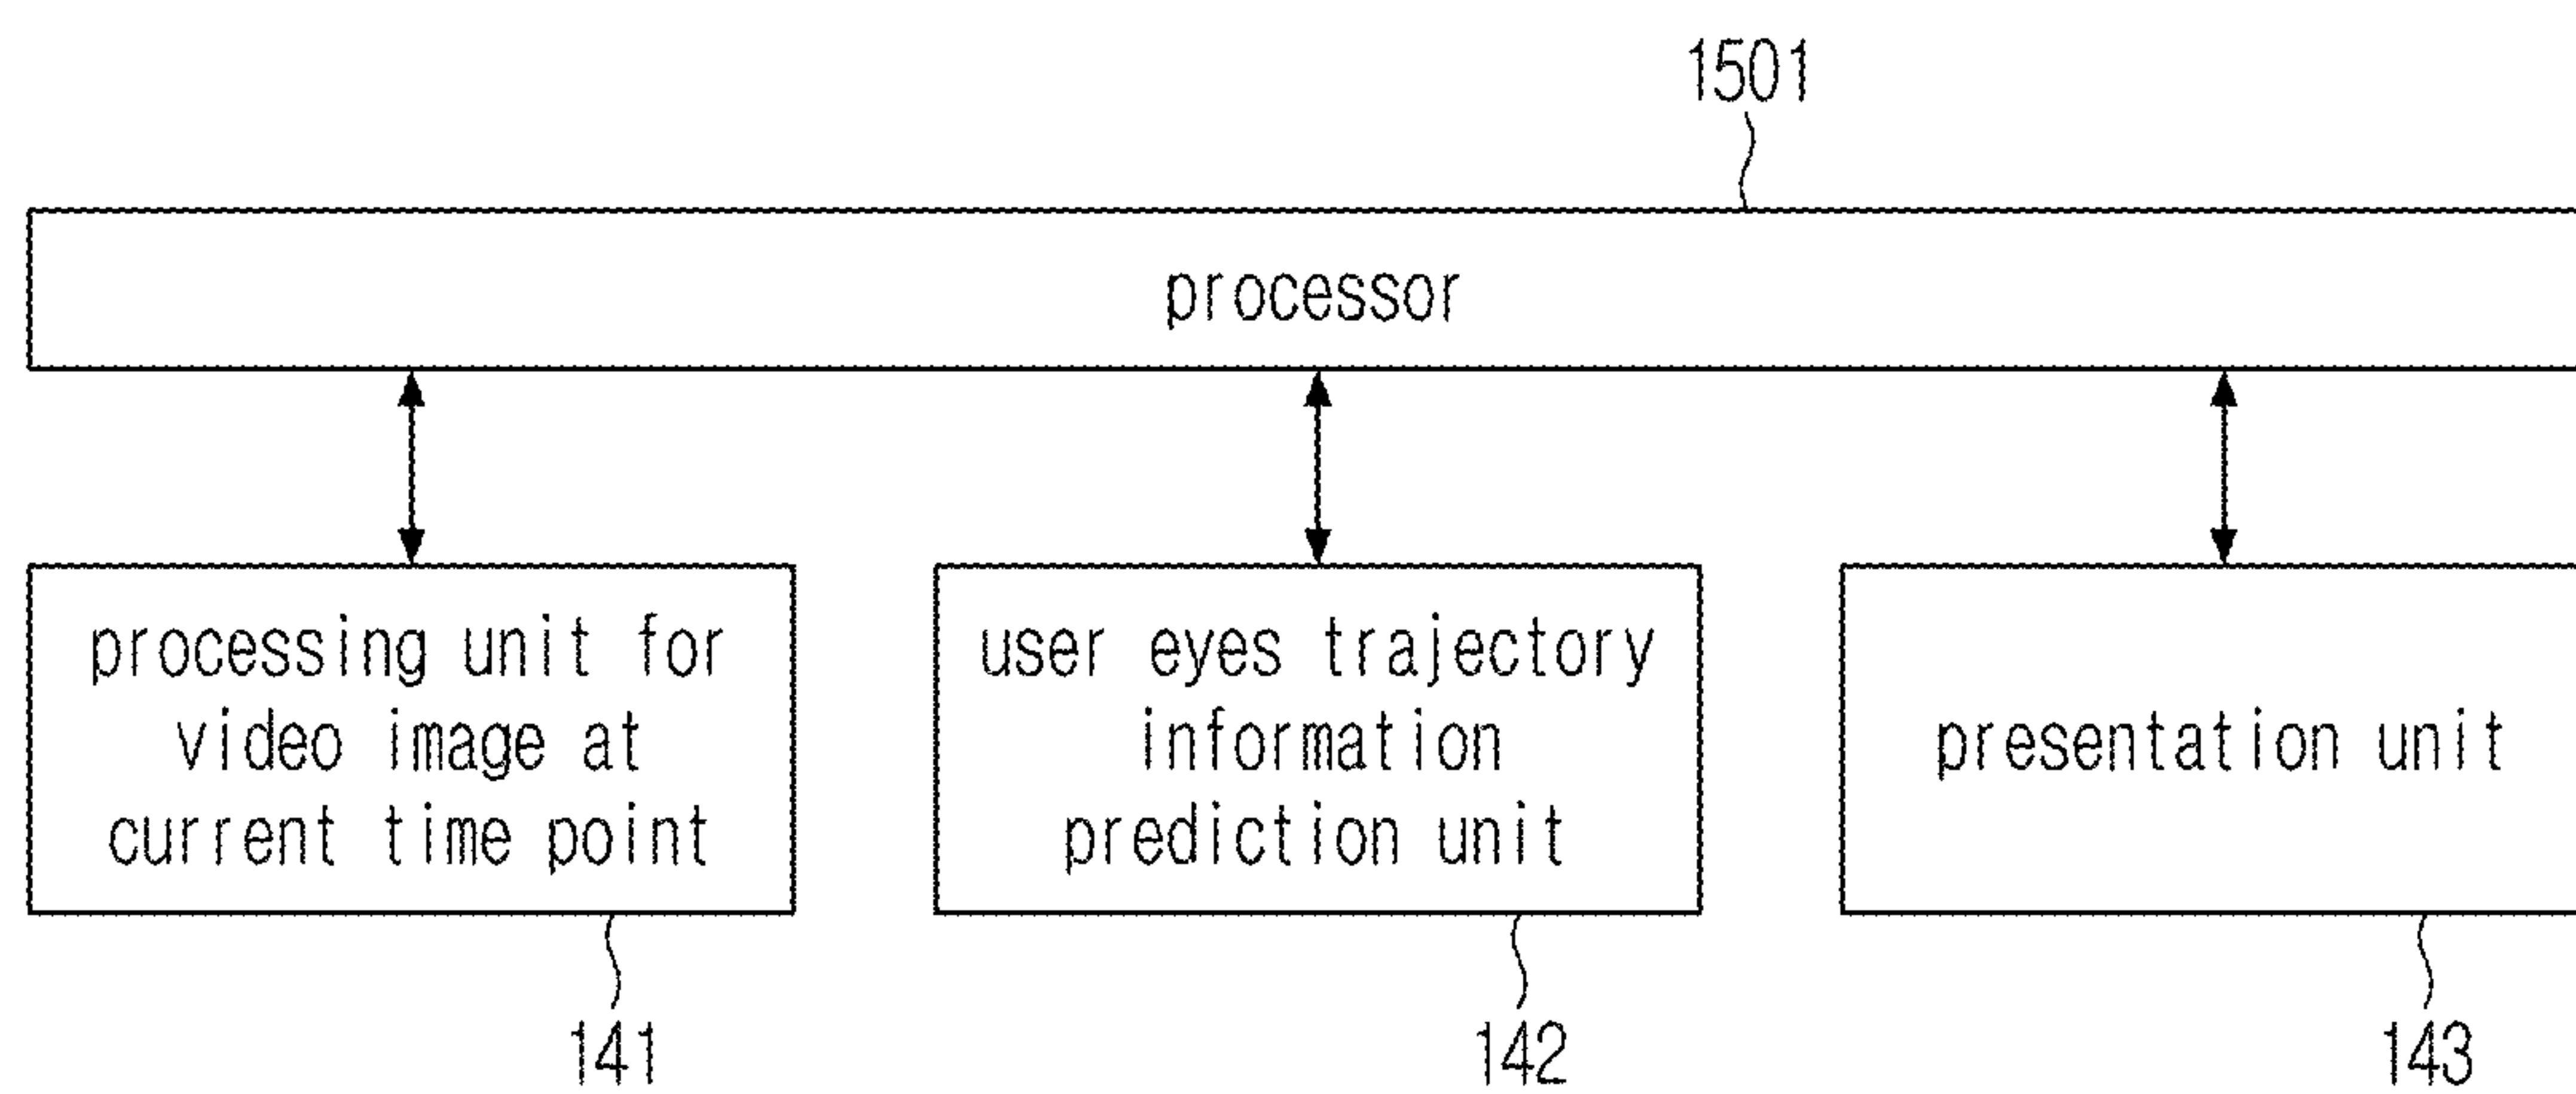 1501
processor
processing unit for
video image at
current time point
user eyes trajectory
information
prediction unit
presentation unit
141
142
143